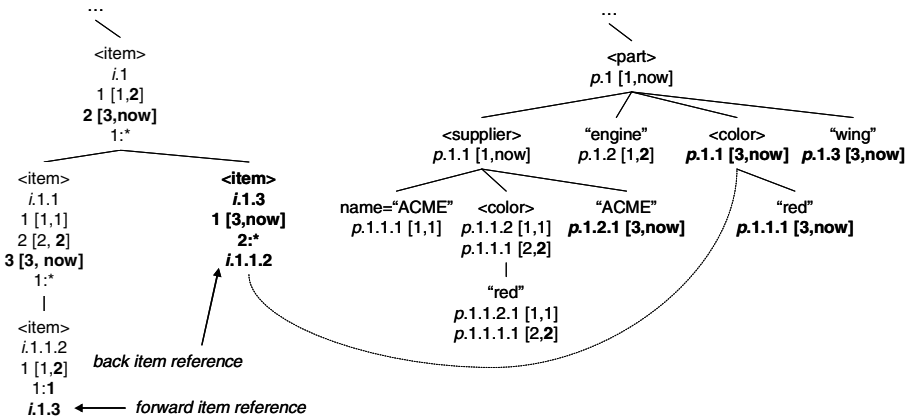 ...
<item>
i.1
1 [1,2]
2 [3,now]
1:*
<item>
i.1.1
1 [1,1]
2 [2, 2]
3 [3, now]
1:*
<item>
i.1.1.2
1 [1,2]
1:1
i.1.3
<item>
i.1.3
1 [3,now]
2:*
i.1.1.2
back item reference
forward item reference
...
<part>
p.1 [1,now]
<supplier>
p.1.1 [1,now]
“engine”
p.1.2 [1,2]
<color>
p.1.1 [3,now]
“wing”
p.1.3 [3,now]
name=“ACME”
p.1.1.1 [1,1]
<color>
p.1.1.2 [1,1]
p.1.1.1 [2,2]
“ACME”
p.1.2.1 [3,now]
“red”
p.1.1.1 [3,now]
“red”
p.1.1.2.1 [1,1]
p.1.1.1.1 [2,2]